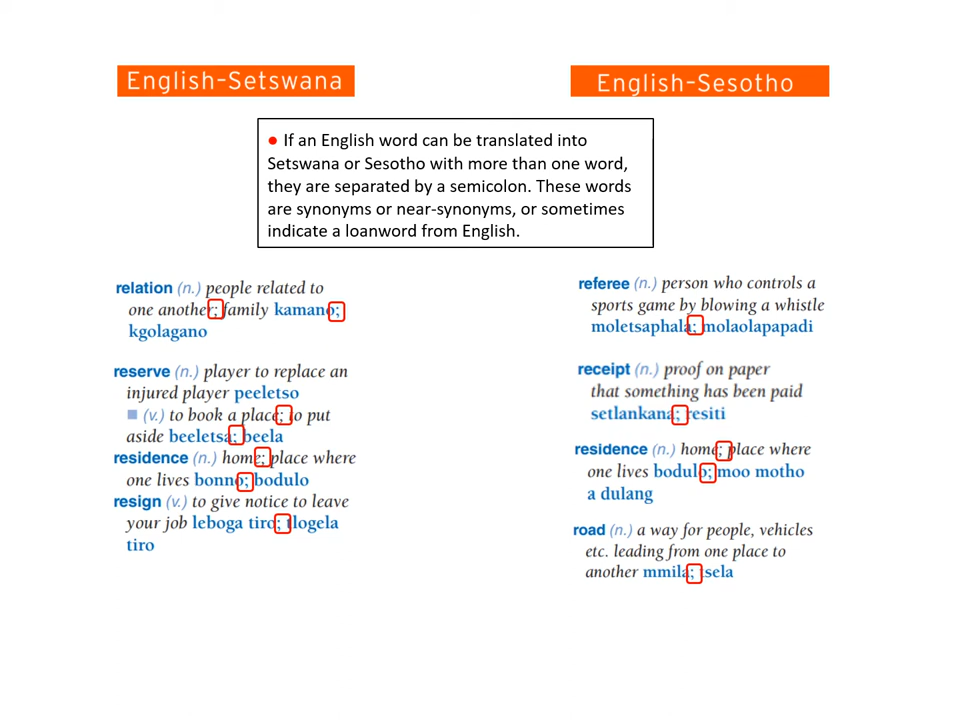 English-Setswana
English-Sesotho
● If an English word can be translated into
Setswana or Sesotho with more than one word,
they are separated by a semicolon. These words
are synonyms or near-synonyms, or sometimes
indicate a loanword from English.
relation (n.) people related to
one another; family kamano;
kgolagano
reserve (n.) player to replace an
injured player peeletso
■ (v.) to book a place; to put
aside beeletsa; beela
residence (n.) home; place where
one lives bonno; bodulo
resign (v.) to give notice to leave
your job leboga tiro; tlogela
tiro
referee (n.) person who controls a
sports game by blowing a whistle
moletsaphala; molaolapapadi
receipt (n.) proof on paper
that something has been paid
setlankana; resiti
residence (n.) home; place where
one lives bodulo; moo motho
a dulang
road (n.) a way for people, vehicles
etc. leading from one place to
another mmila; tsela